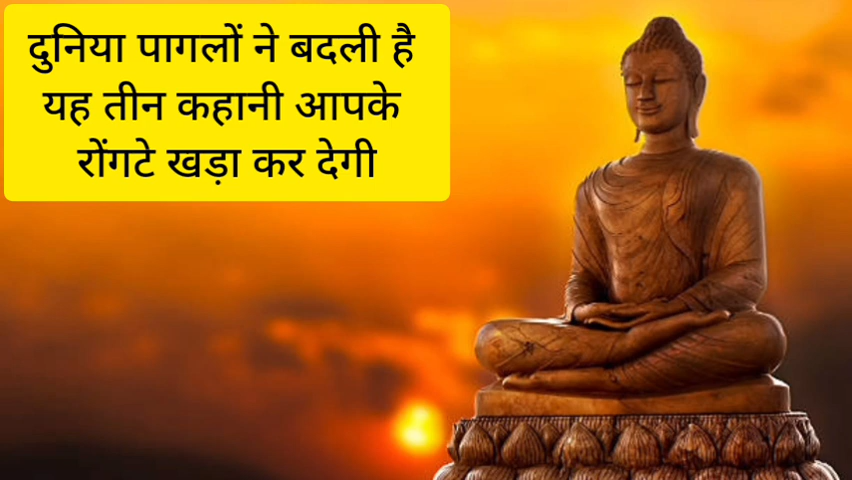 दुनिया पागलों ने बदली है
यह तीन कहानी आपके
रोंगटे खड़ा कर देगी